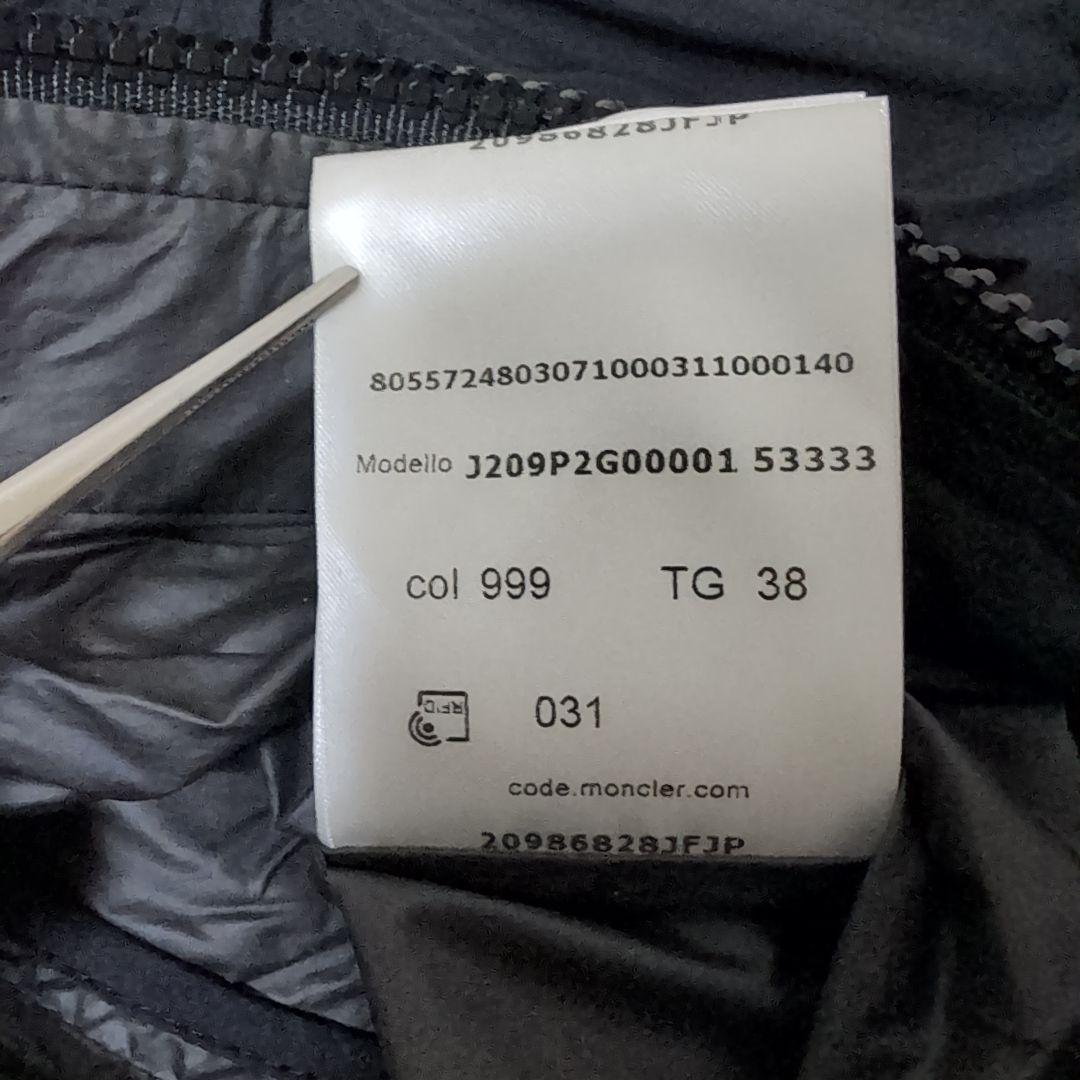 20986828JFJP
8055724803071000311000140
Modello J209P2G00001 53333
col 999 TG 38
RFID 031
code.moncler.com
20986828JFJP